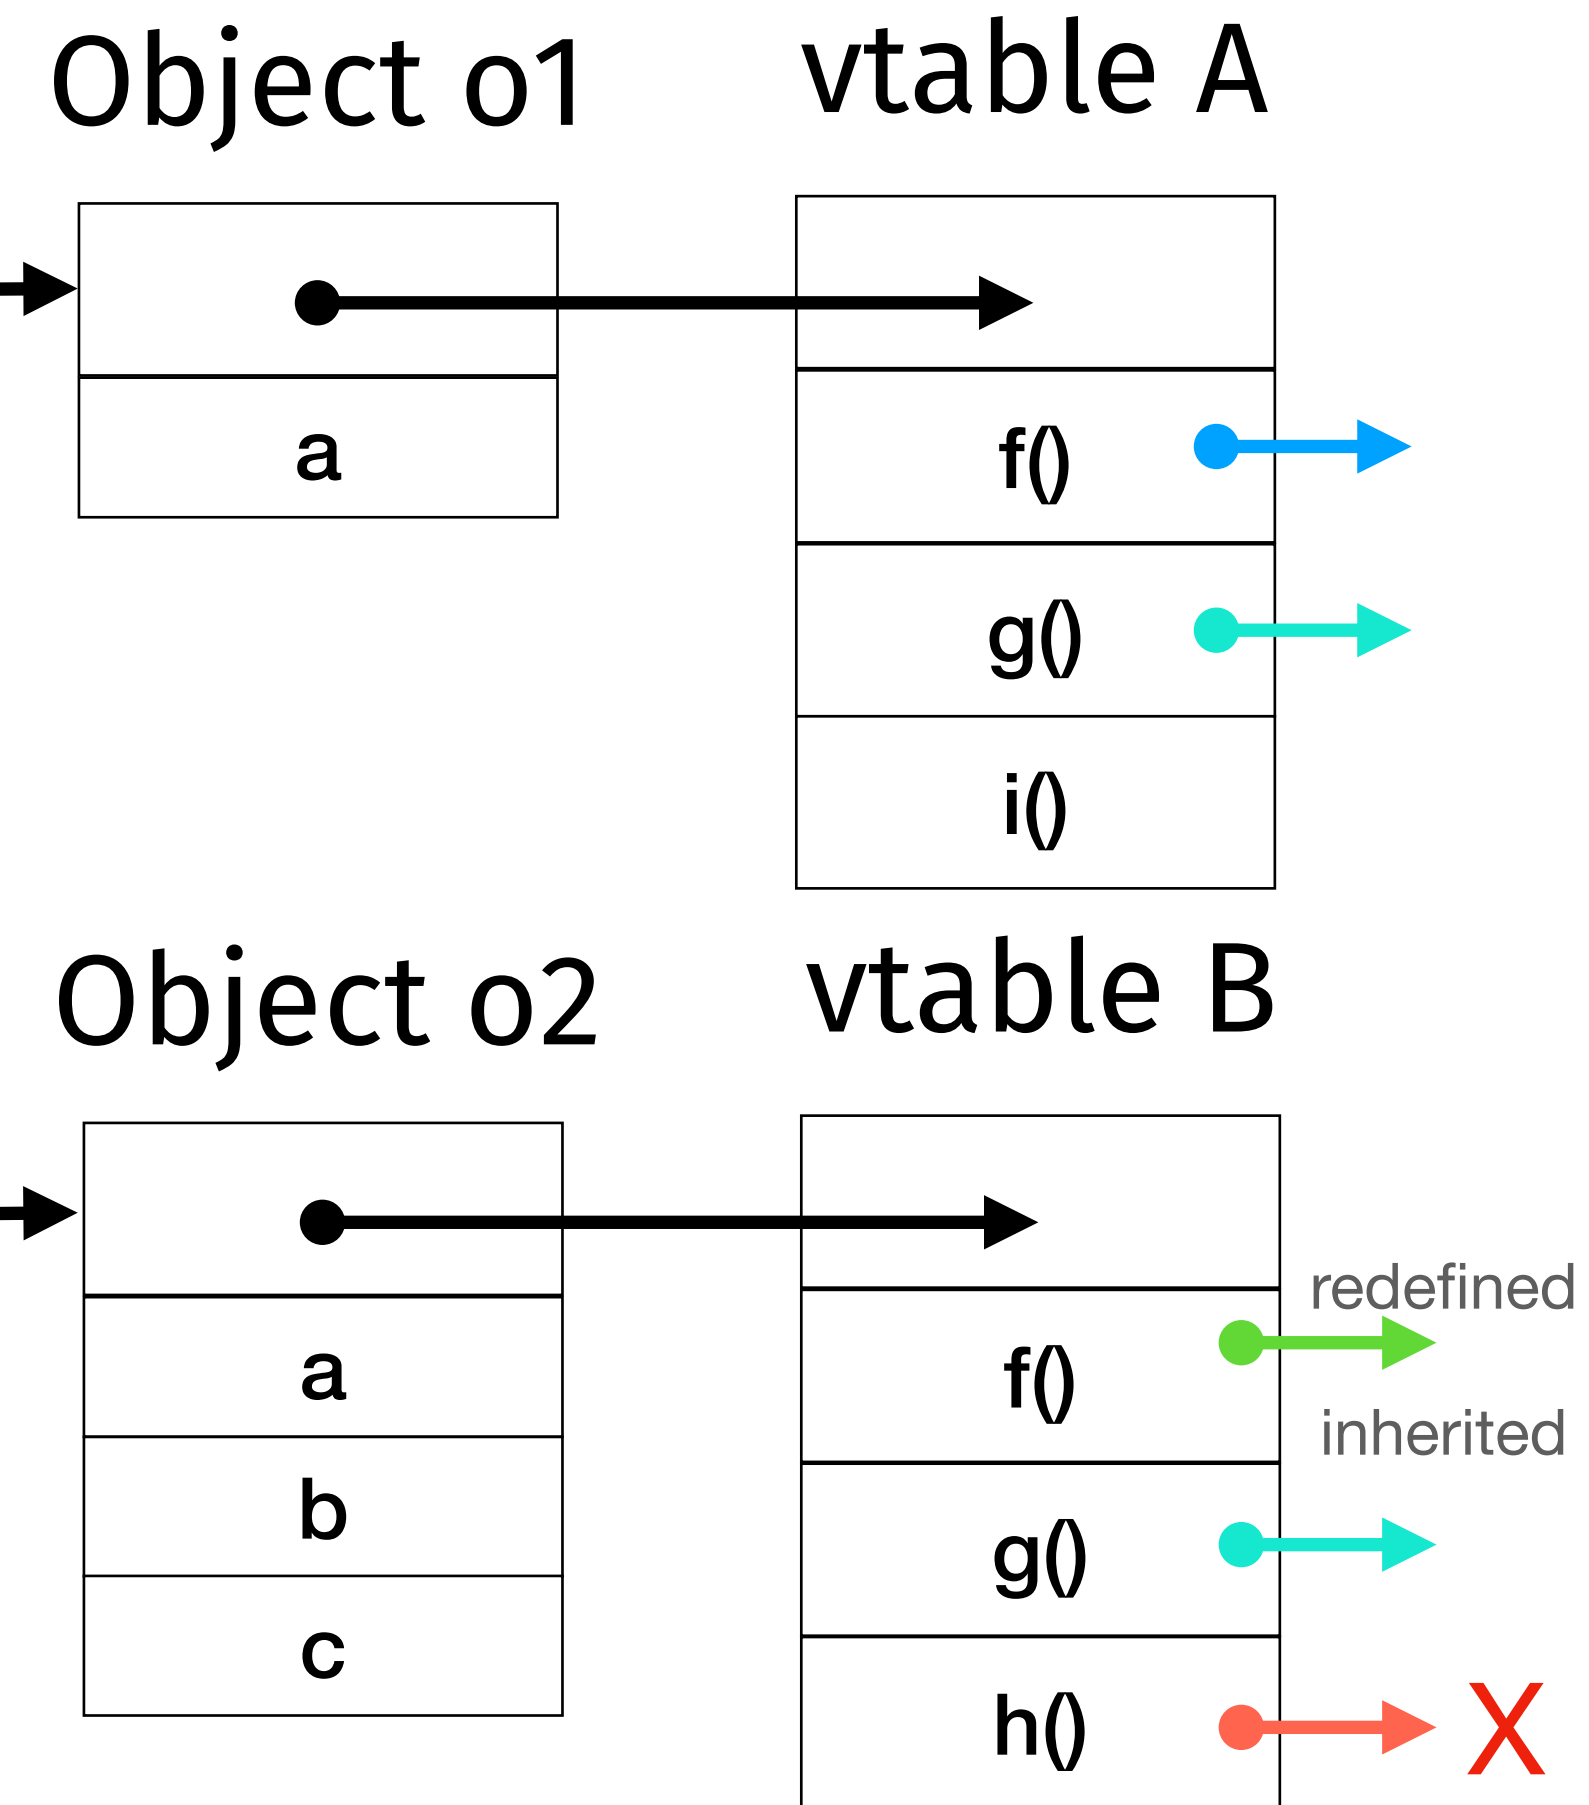 Object o1
vtable A
a
f()
g()
i()
Object o2
vtable B
a
b
c
redefined
f()
inherited
g()
h()
X